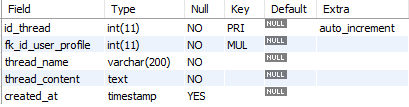 Field Type Null Key Default Extra
id_thread int(11) NO PRI NULL auto_increment
fk_id_user_profile int(11) NO MUL NULL
thread_name varchar(200) NO NULL
thread_content text NO NULL
created_at timestamp YES NULL